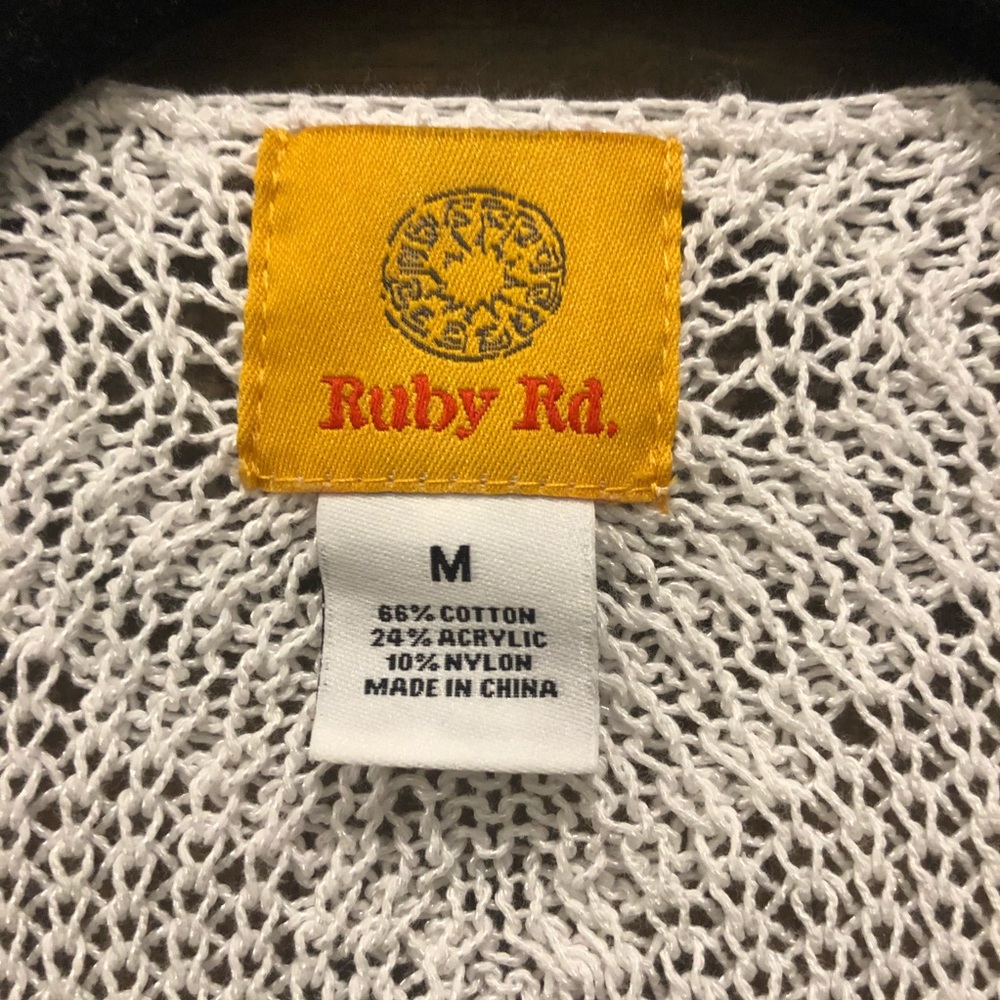 Ruby Rd.
M
66% COTTON
24% ACRYLIC
10% NYLON
MADE IN CHINA